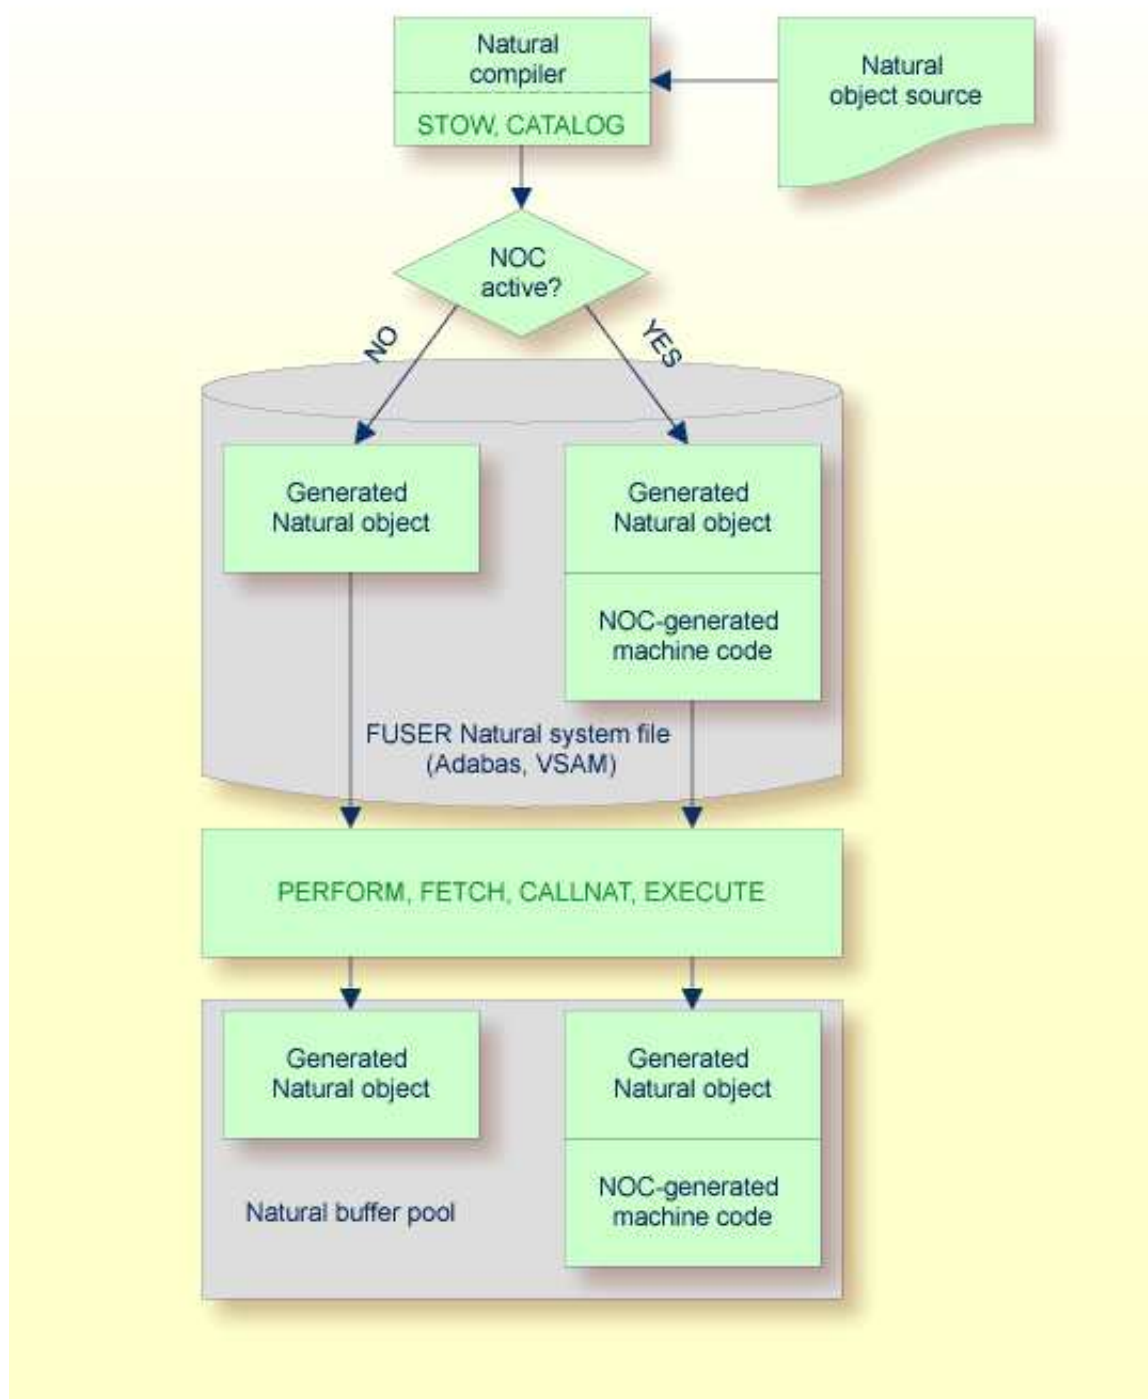 Natural
compiler
STOW, CATALOG
Natural
object source
NOC
active?
NO
YES
Generated
Natural object
Generated
Natural object
NOC-generated
machine code
FUSER Natural system file
(Adabas, VSAM)
PERFORM, FETCH, CALLNAT, EXECUTE
Generated
Natural object
Generated
Natural object
NOC-generated
machine code
Natural buffer pool